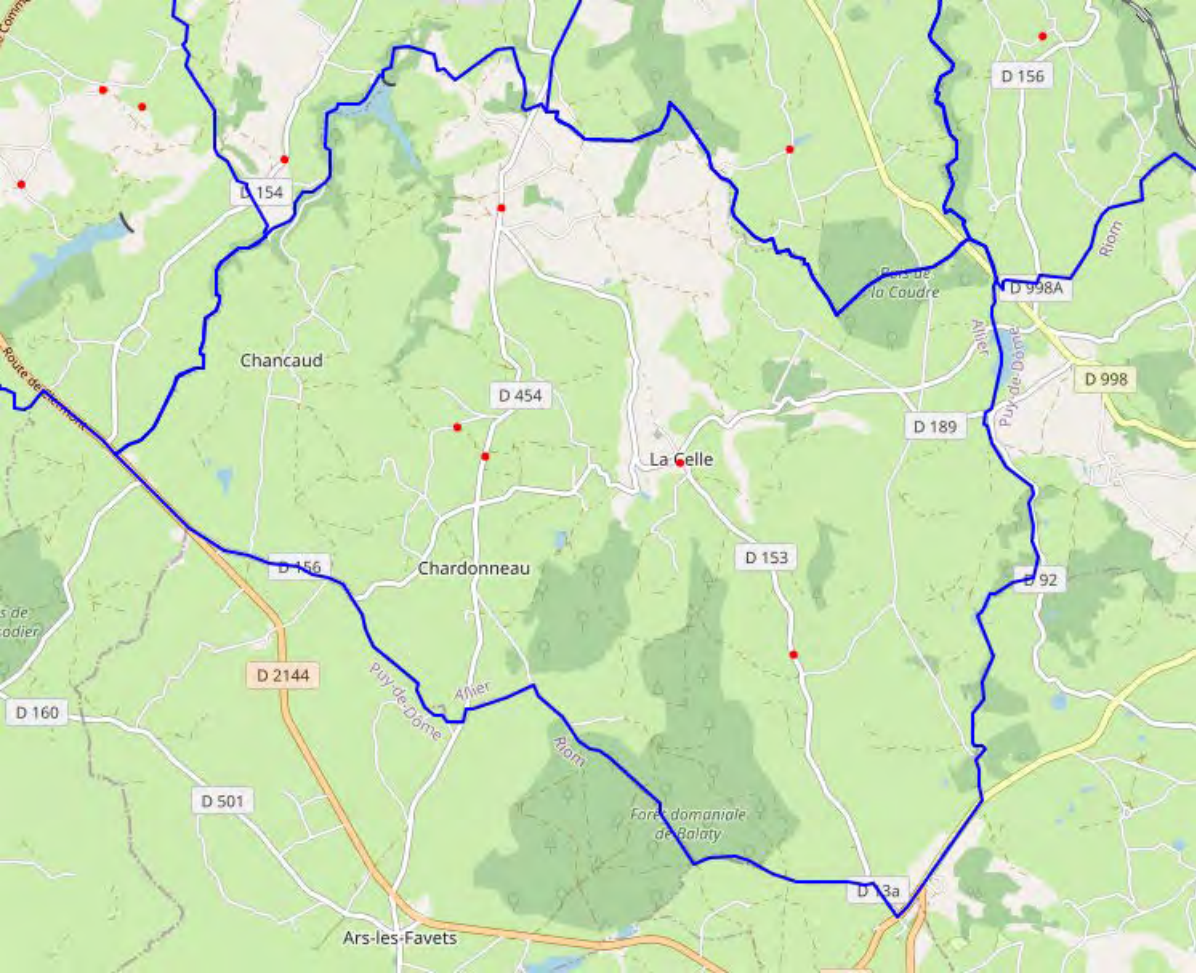 D 156
D 154
Bois de
la Coudre
Riom
D 998A
Allier
Puy-de-Dôme
Route de Clermont
Chancaud
D 998
D 454
D 189
La Celle
D 153
D 156
Chardonneau
D 92
D 2144
Puy-de-Dôme
Allier
D 160
Riom
D 501
Forêt domaniale
de Balaty
D 13a
Ars-les-Favets